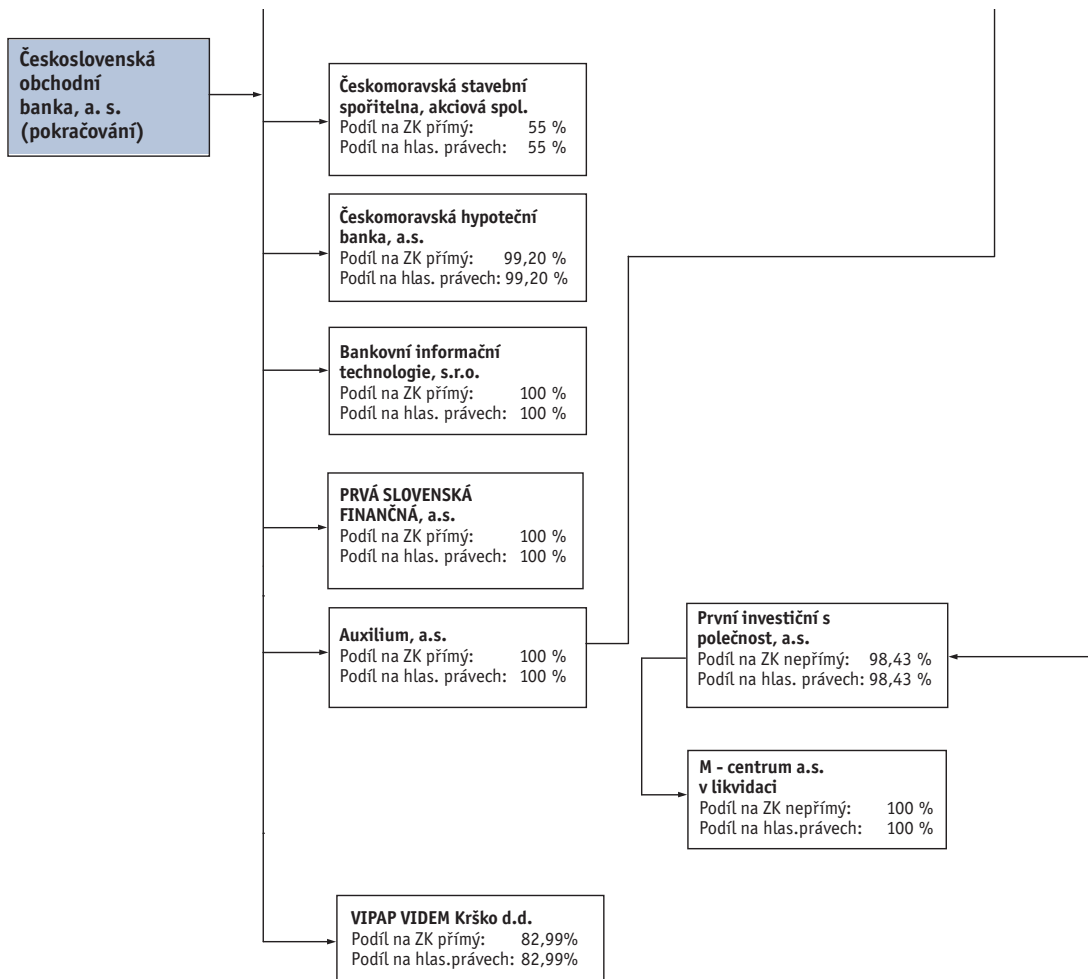 Československá
obchodní
banka, a. s.
(pokračování)
Českomoravská stavební
spořitelna, akciová spol.
Podíl na ZK přímý: 55 %
Podíl na hlas. právech: 55 %
Českomoravská hypoteční
banka, a.s.
Podíl na ZK přímý: 99,20 %
Podíl na hlas. právech: 99,20 %
Bankovní informační
technologie, s.r.o.
Podíl na ZK přímý: 100 %
Podíl na hlas. právech: 100 %
PRVÁ SLOVENSKÁ
FINANČNÁ, a.s.
Podíl na ZK přímý: 100 %
Podíl na hlas. právech: 100 %
Auxilium, a.s.
Podíl na ZK přímý: 100 %
Podíl na hlas. právech: 100 %
První investiční s
polečnost, a.s.
Podíl na ZK nepřímý: 98,43 %
Podíl na hlas. právech: 98,43 %
M - centrum a.s.
v likvidaci
Podíl na ZK nepřímý: 100 %
Podíl na hlas.právech: 100 %
VIPAP VIDEM Krško d.d.
Podíl na ZK přímý: 82,99%
Podíl na hlas.právech: 82,99%